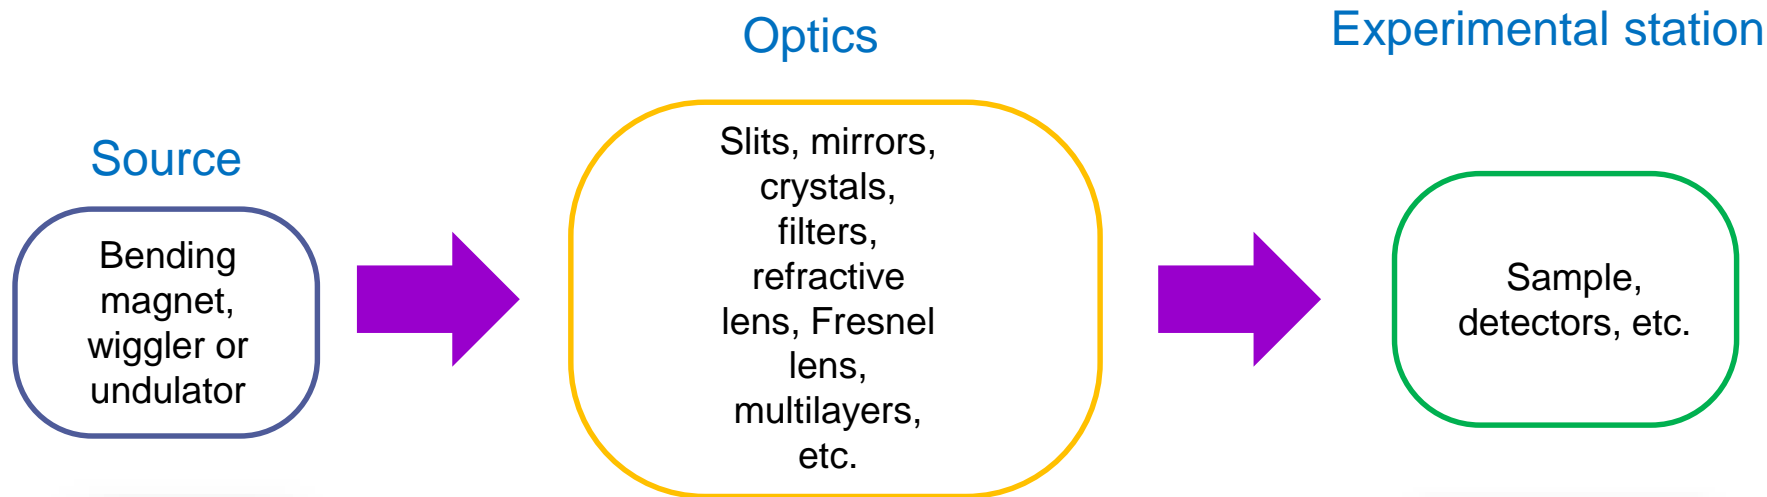 Source
Bending
magnet,
wiggler or
undulator
Optics
Slits, mirrors,
crystals,
filters,
refractive
lens, Fresnel
lens,
multilayers,
etc.
Experimental station
Sample,
detectors, etc.